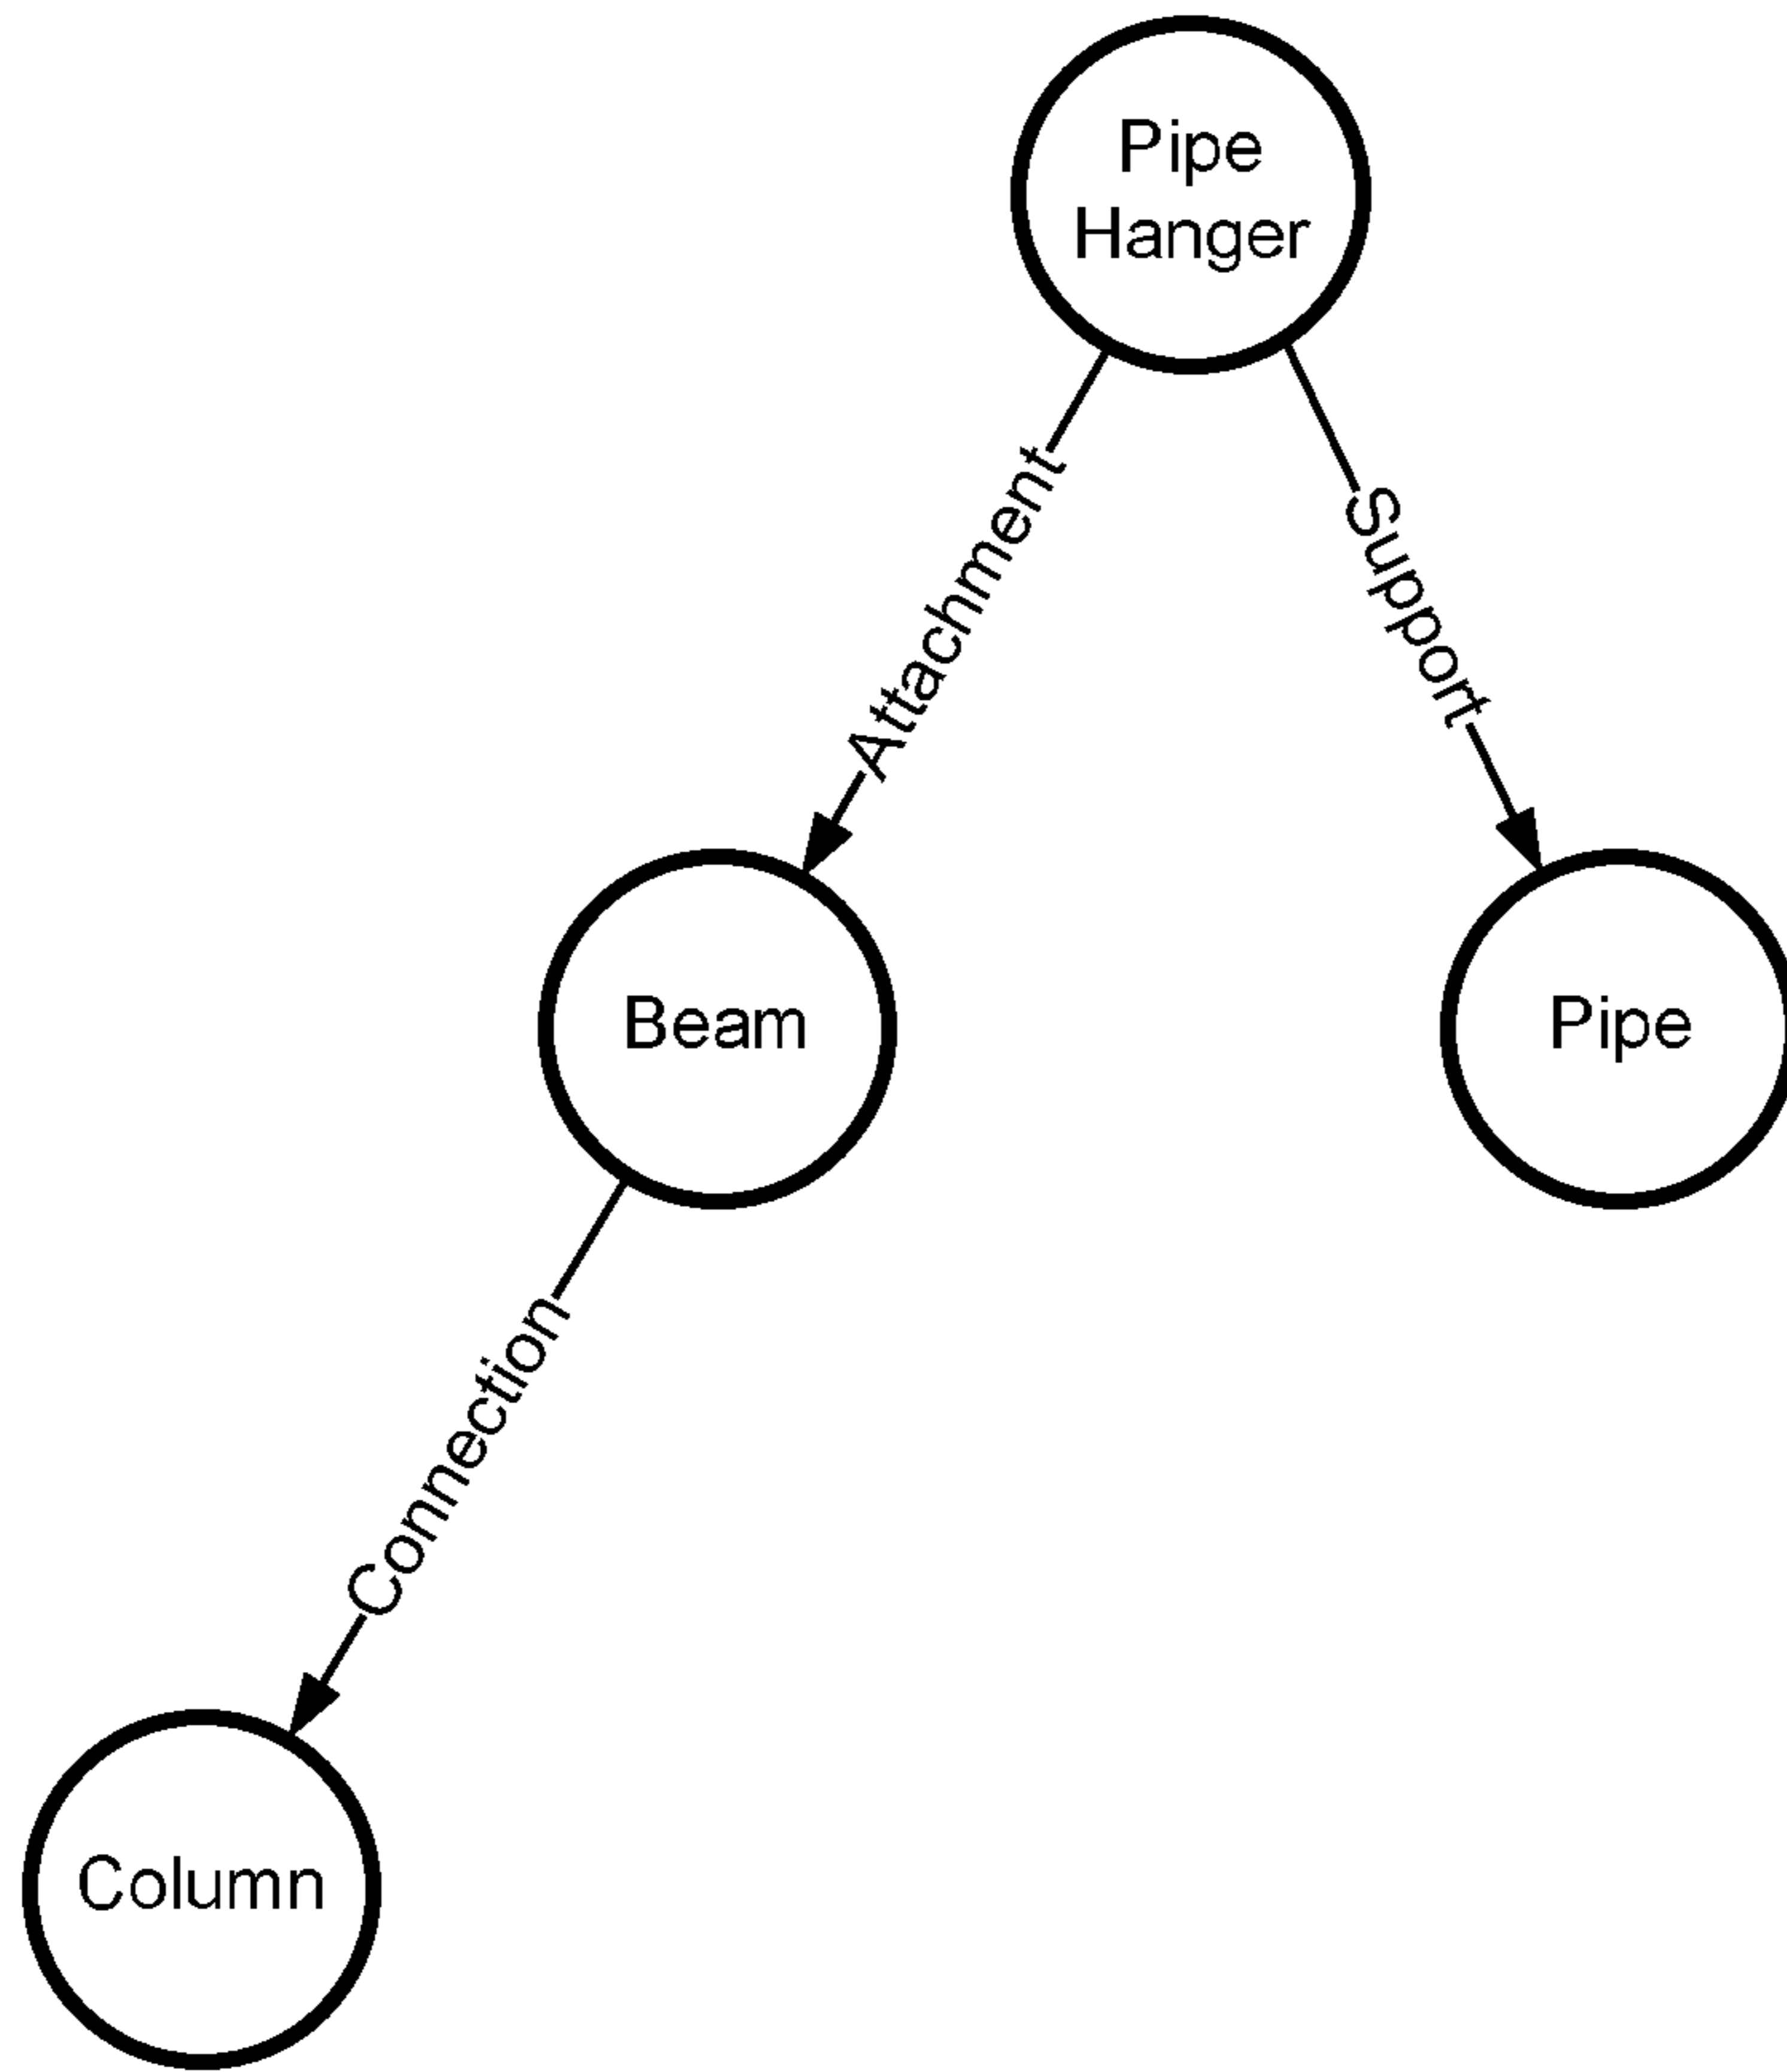 Pipe
Hanger
Attachment
Support
Beam
Pipe
Connection
Column